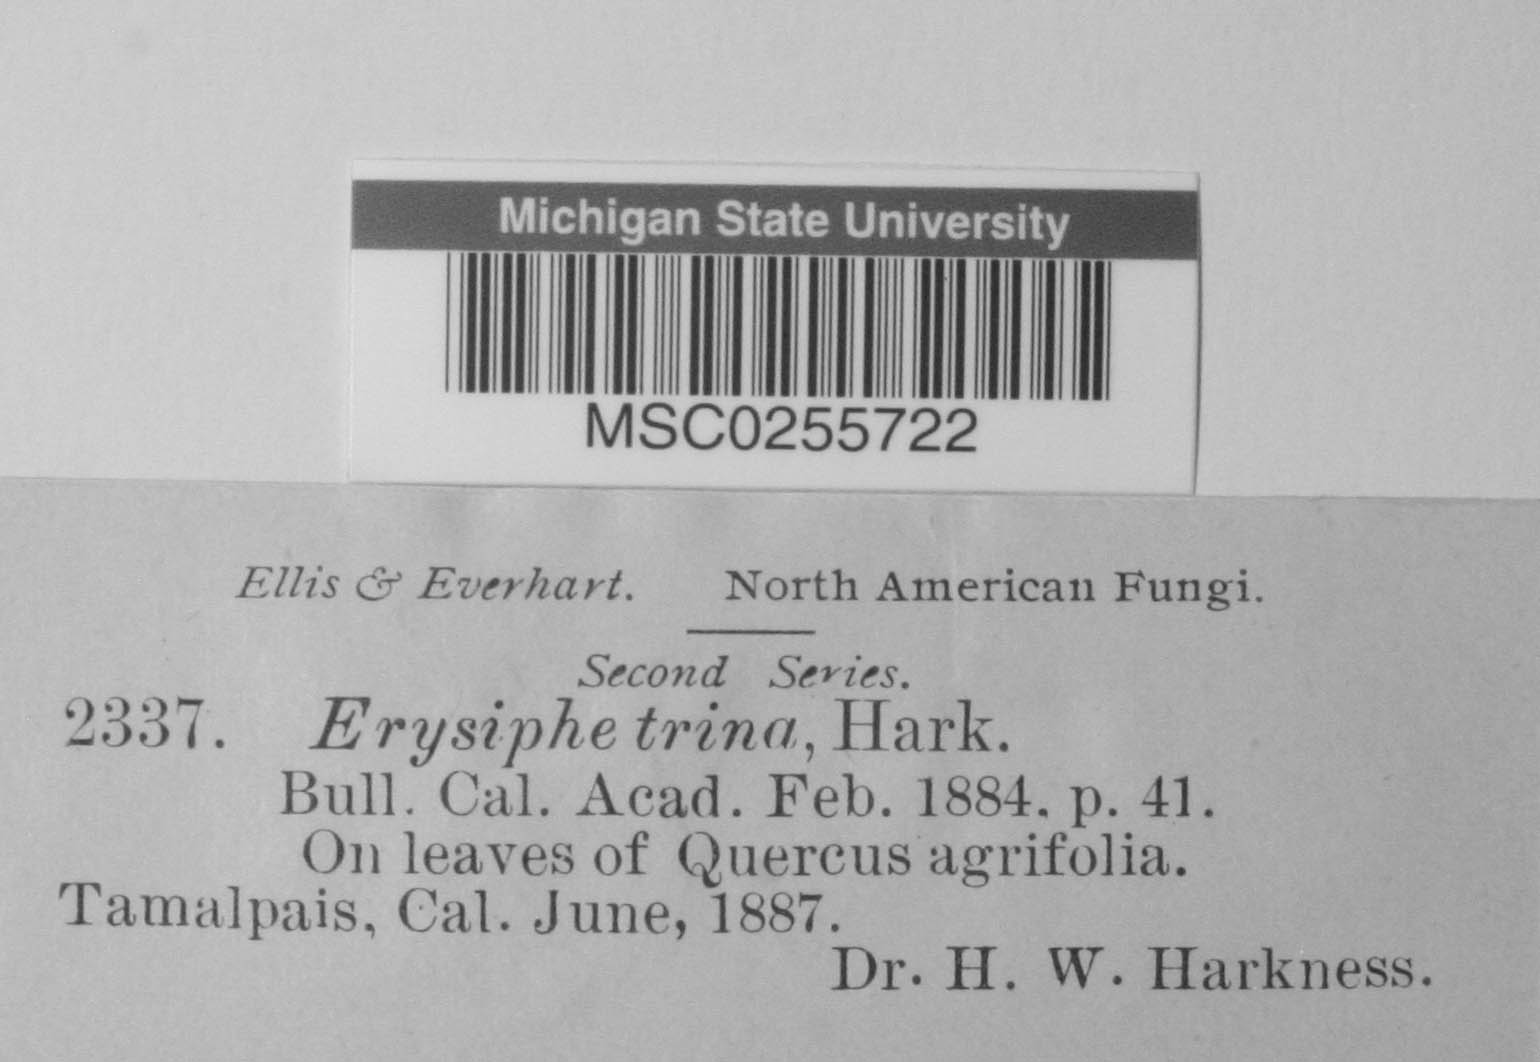 Michigan State University
MSC0255722
Ellis & Everhart. North American Fungi.
Second Series.
2337. Erysiphe trina, Hark.
Bull. Cal. Acad. Feb. 1884. p. 41.
On leaves of Quercus agrifolia.
Tamalpais, Cal. June, 1887.
Dr. H. W. Harkness.